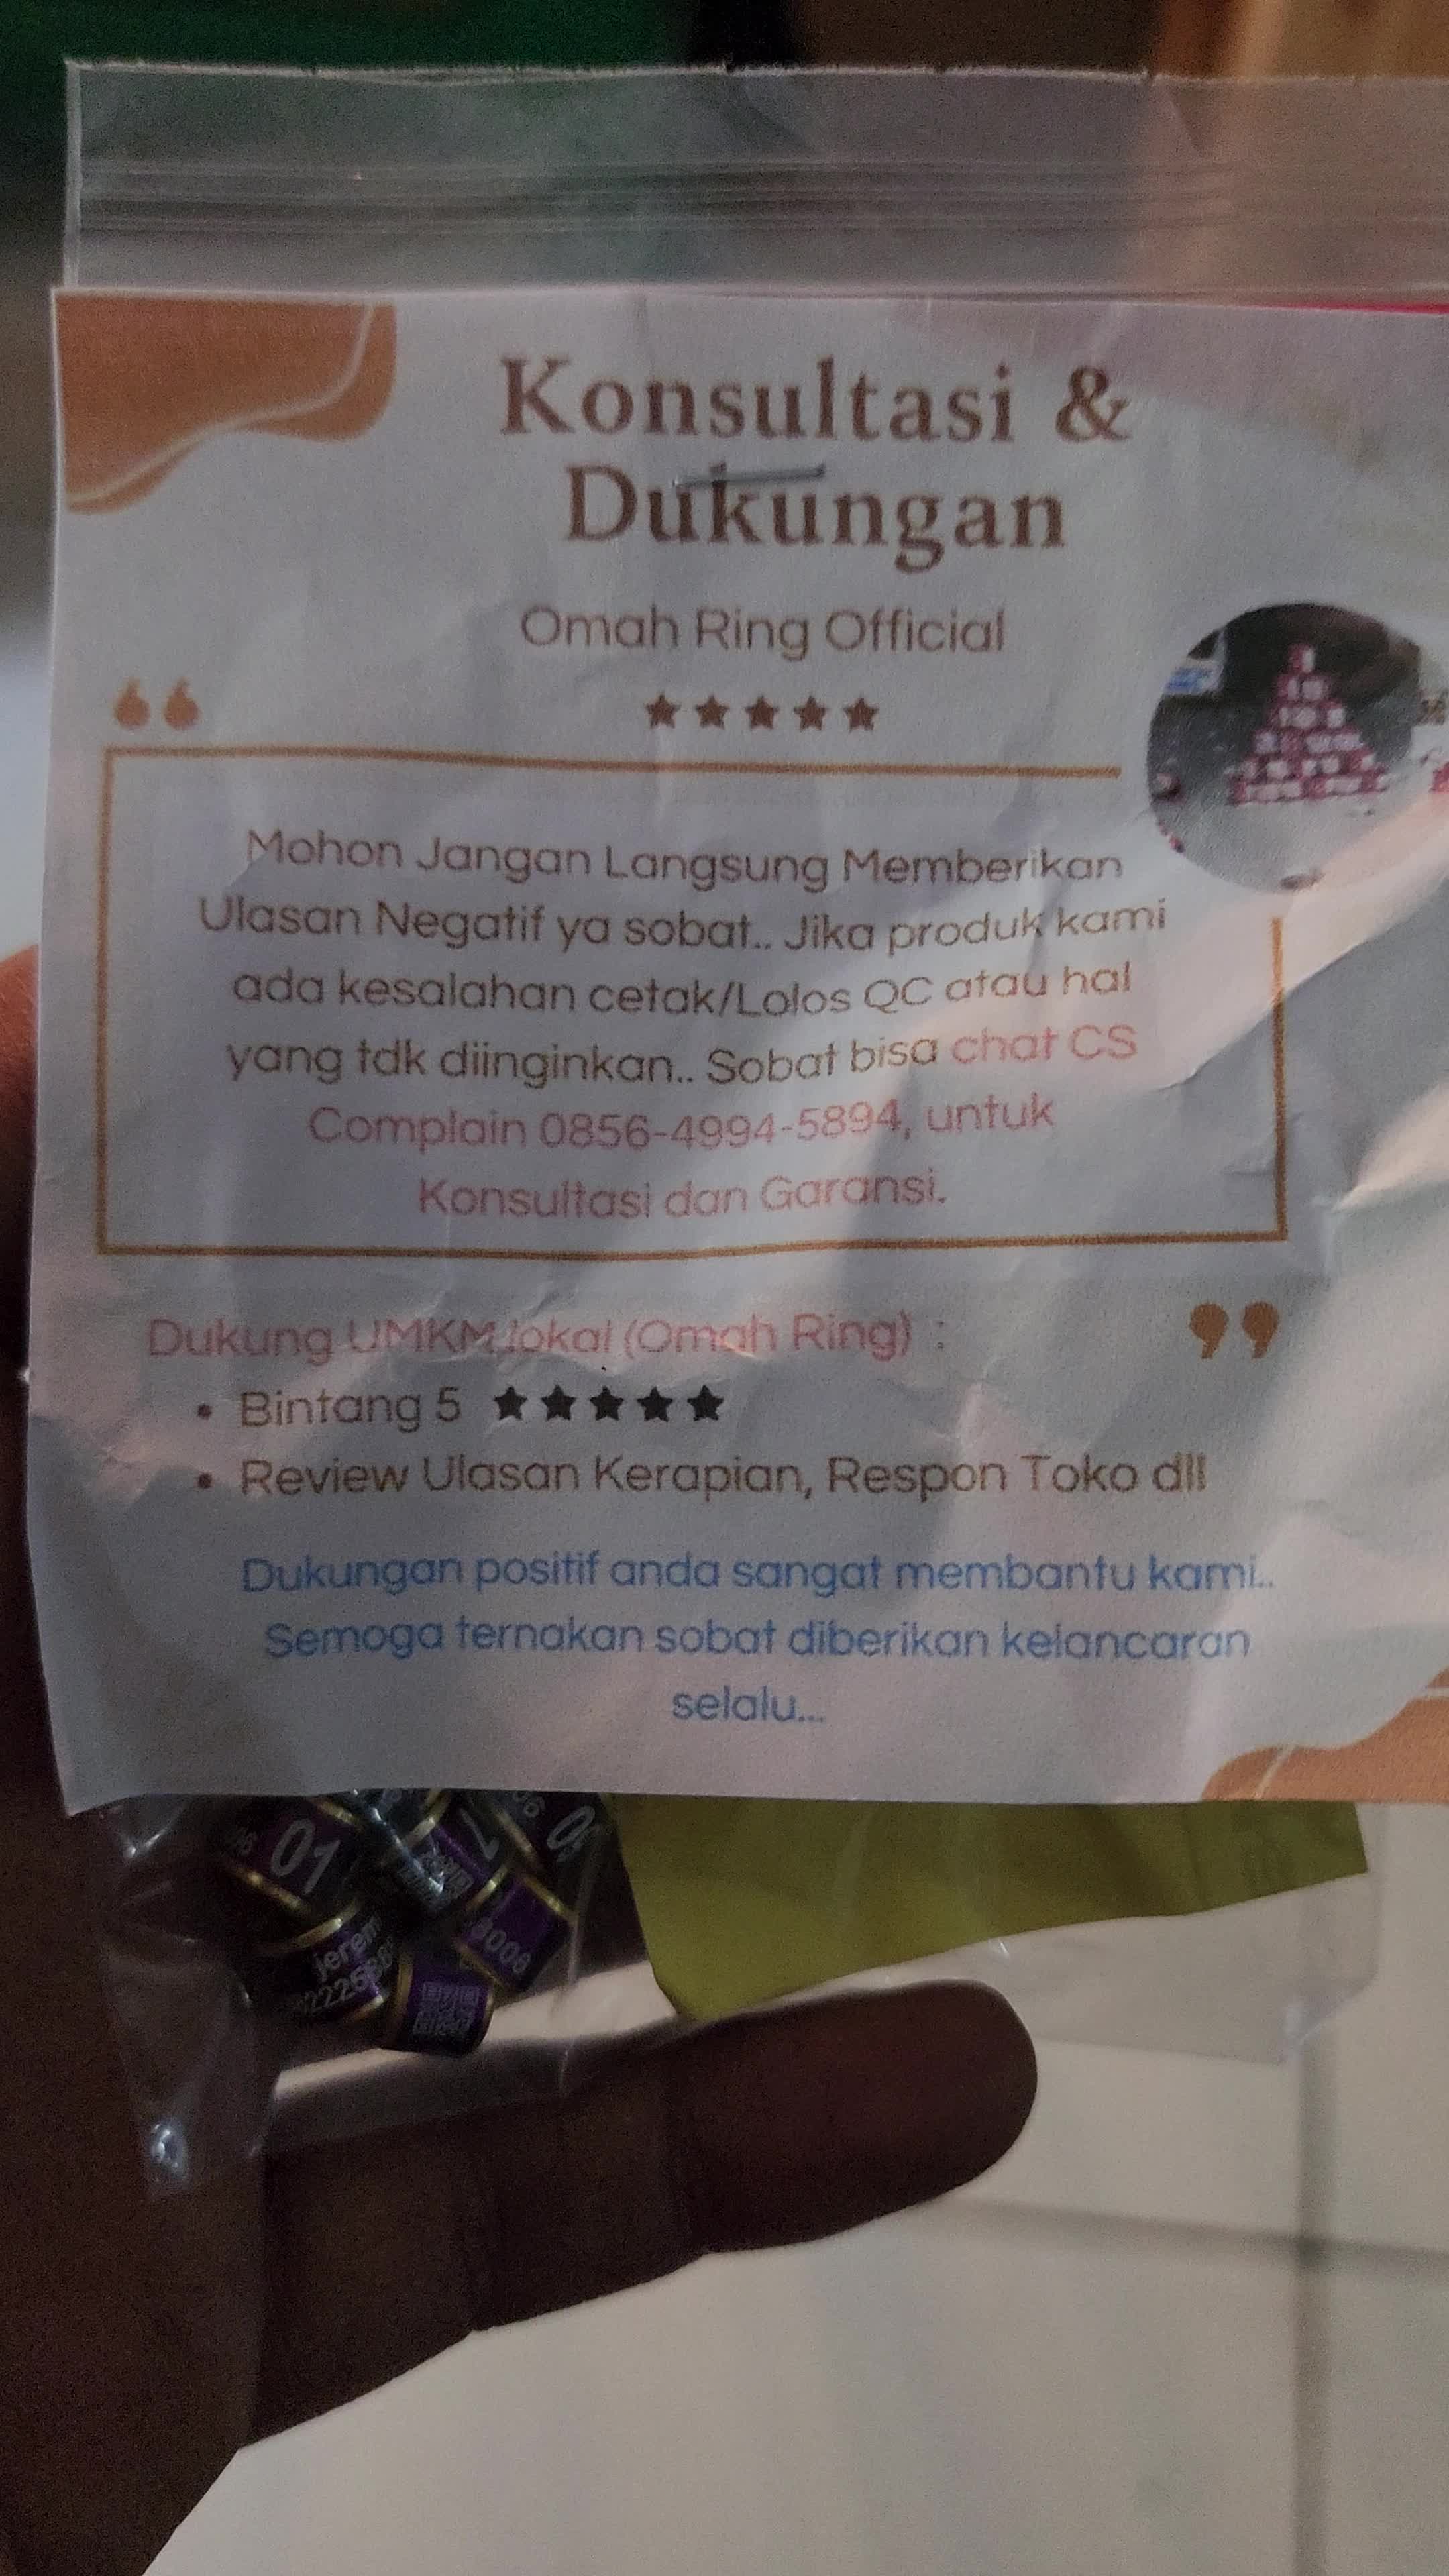 Konsultasi &
Dukungan
Omah Ring Official
Mohon Jangan Langsung Memberikan
Ulasan Negatif ya sobat.. Jika produk kami
ada kesalahan cetak/Lolos QC atau hal
yang tdk diinginkan.. Sobat bisa chat CS
Complain 0856-4994-5894, untuk
Konsultasi dan Garansi.
Dukung UMKM lokal (Omah Ring) :
• Bintang 5 ★★★★★
• Review Ulasan Kerapian, Respon Toko dll
Dukungan positif anda sangat membantu kami..
Semoga ternakan sobat diberikan kelancaran
selalu...
01